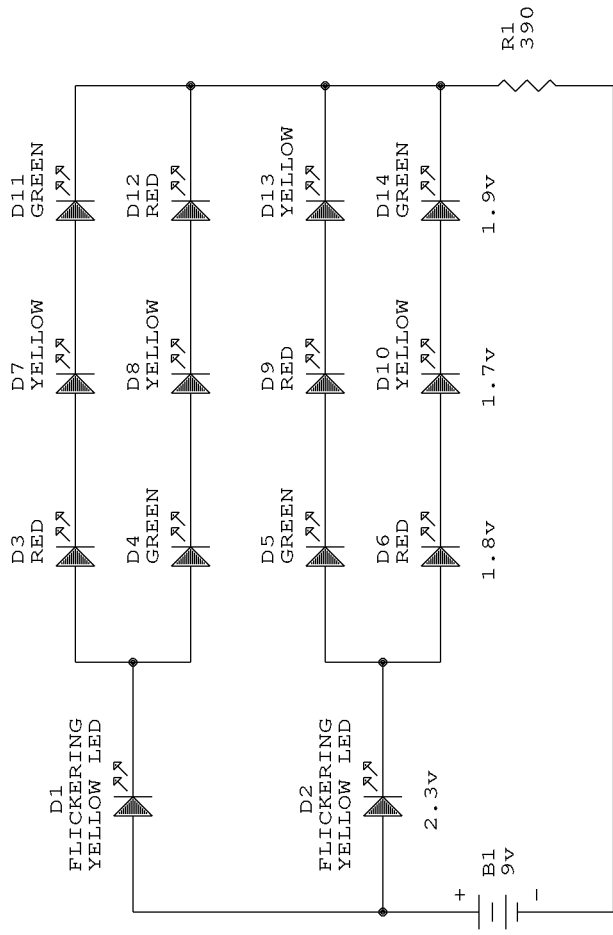 D1
FLICKERING
YELLOW LED
D3
RED
D7
YELLOW
D11
GREEN
D4
GREEN
D8
YELLOW
D12
RED
D2
FLICKERING
YELLOW LED
2.3v
D5
GREEN
D9
RED
D13
YELLOW
D6
RED
D10
YELLOW
D14
GREEN
1.8v
1.7v
1.9v
+
B1
9v
-
R1
390